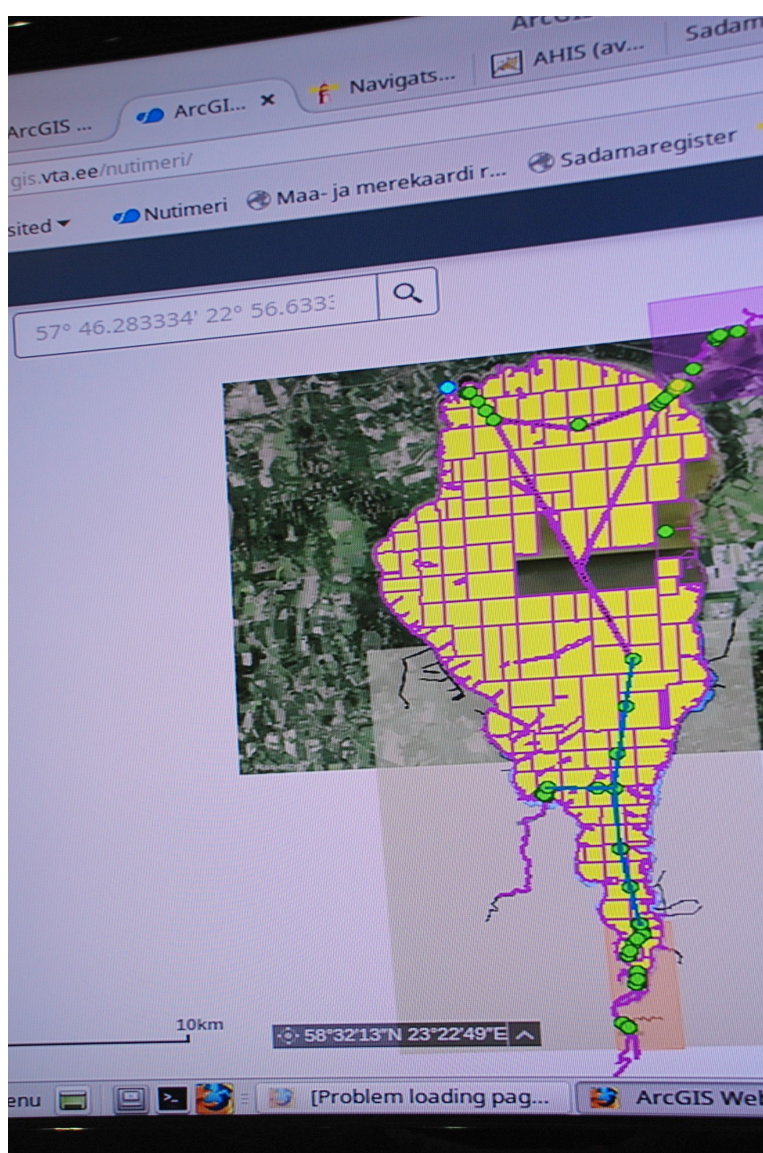 ArcGIS ...
ArcGI... × Navigats... AHIS (av... Sadam
gis.vta.ee/nutimeri/
sited Nutimeri Maa- ja merekaardi r... Sadamaregister
57° 46.283334' 22° 56.633
10km
58°32'13"N 23°22'49"E
enu [Problem loading pag... ArcGIS Web